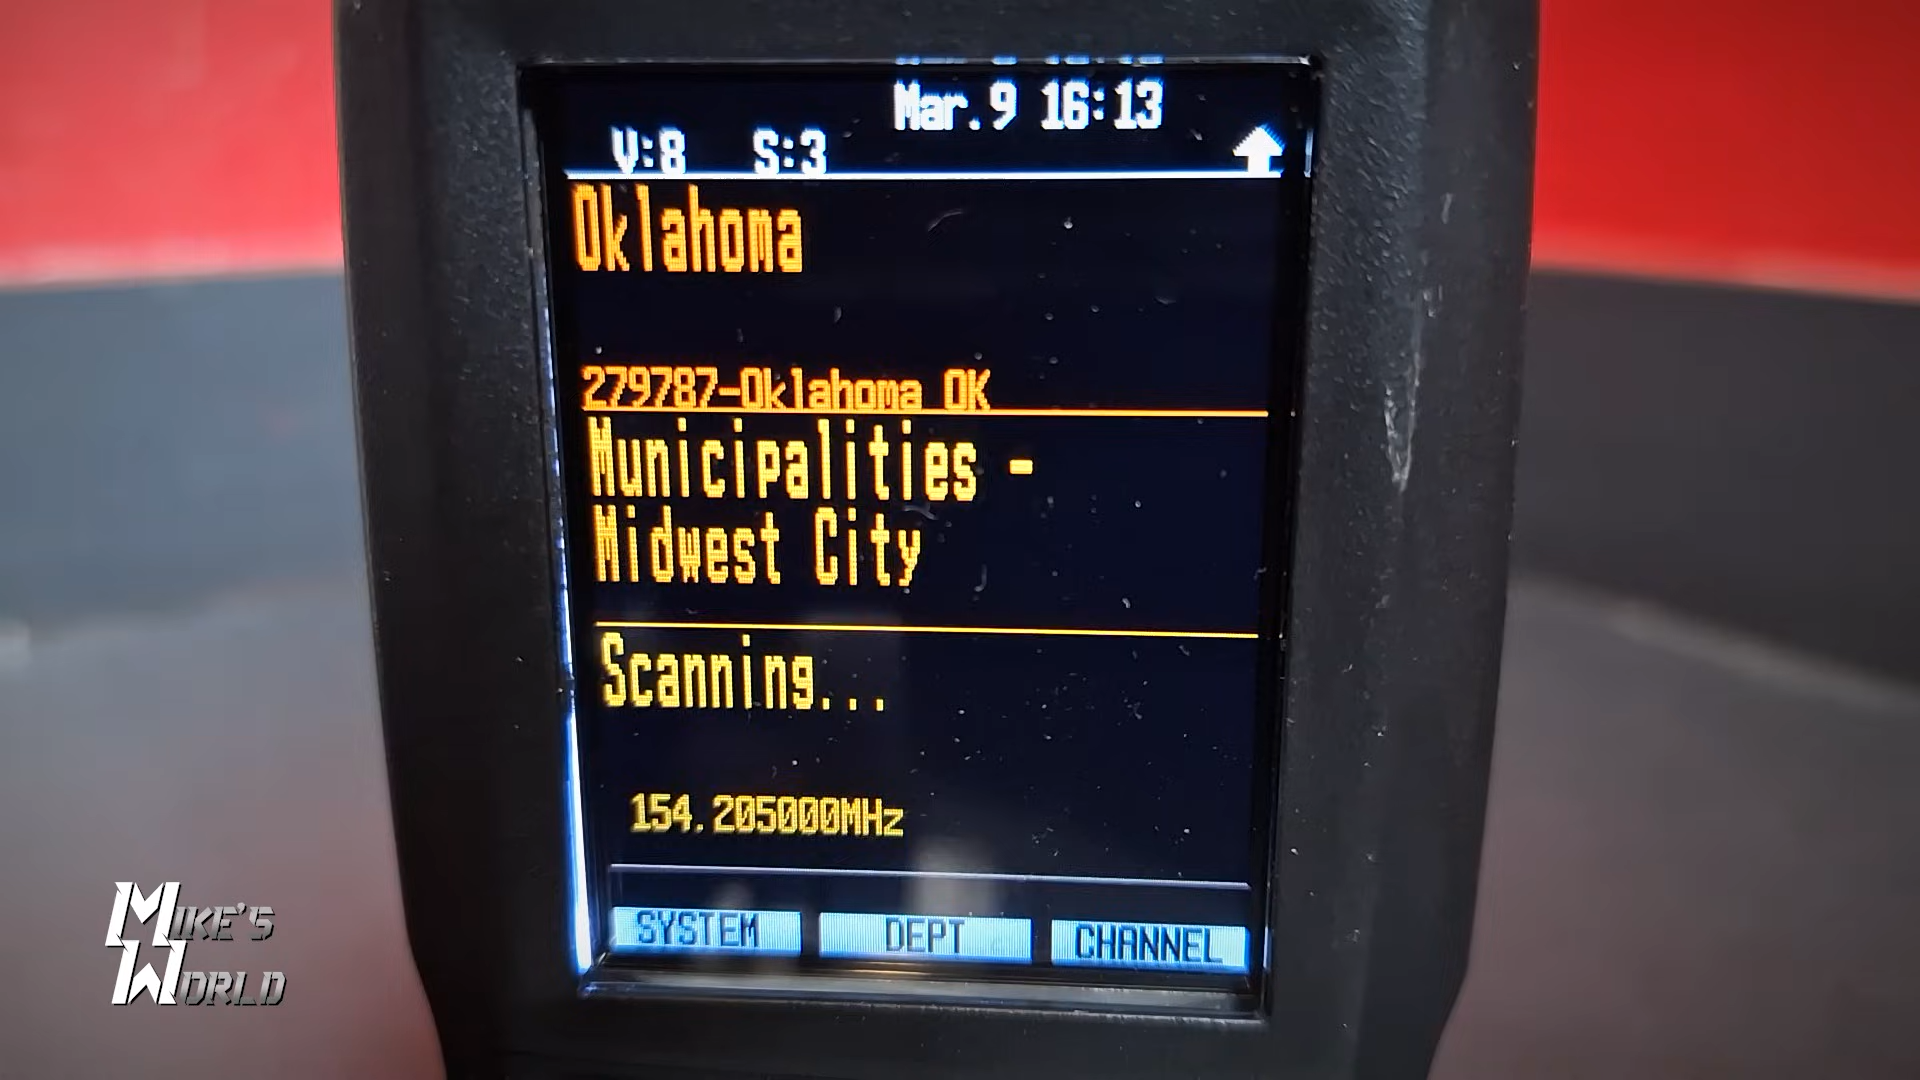 Mar. 9 16:13
V:8 S:3
Oklahoma
279787-Oklahoma OK
Municipalities -
Midwest City
Scanning...
154.205000MHz
SYSTEM DEPT CHANNEL
MIKE'S
WORLD